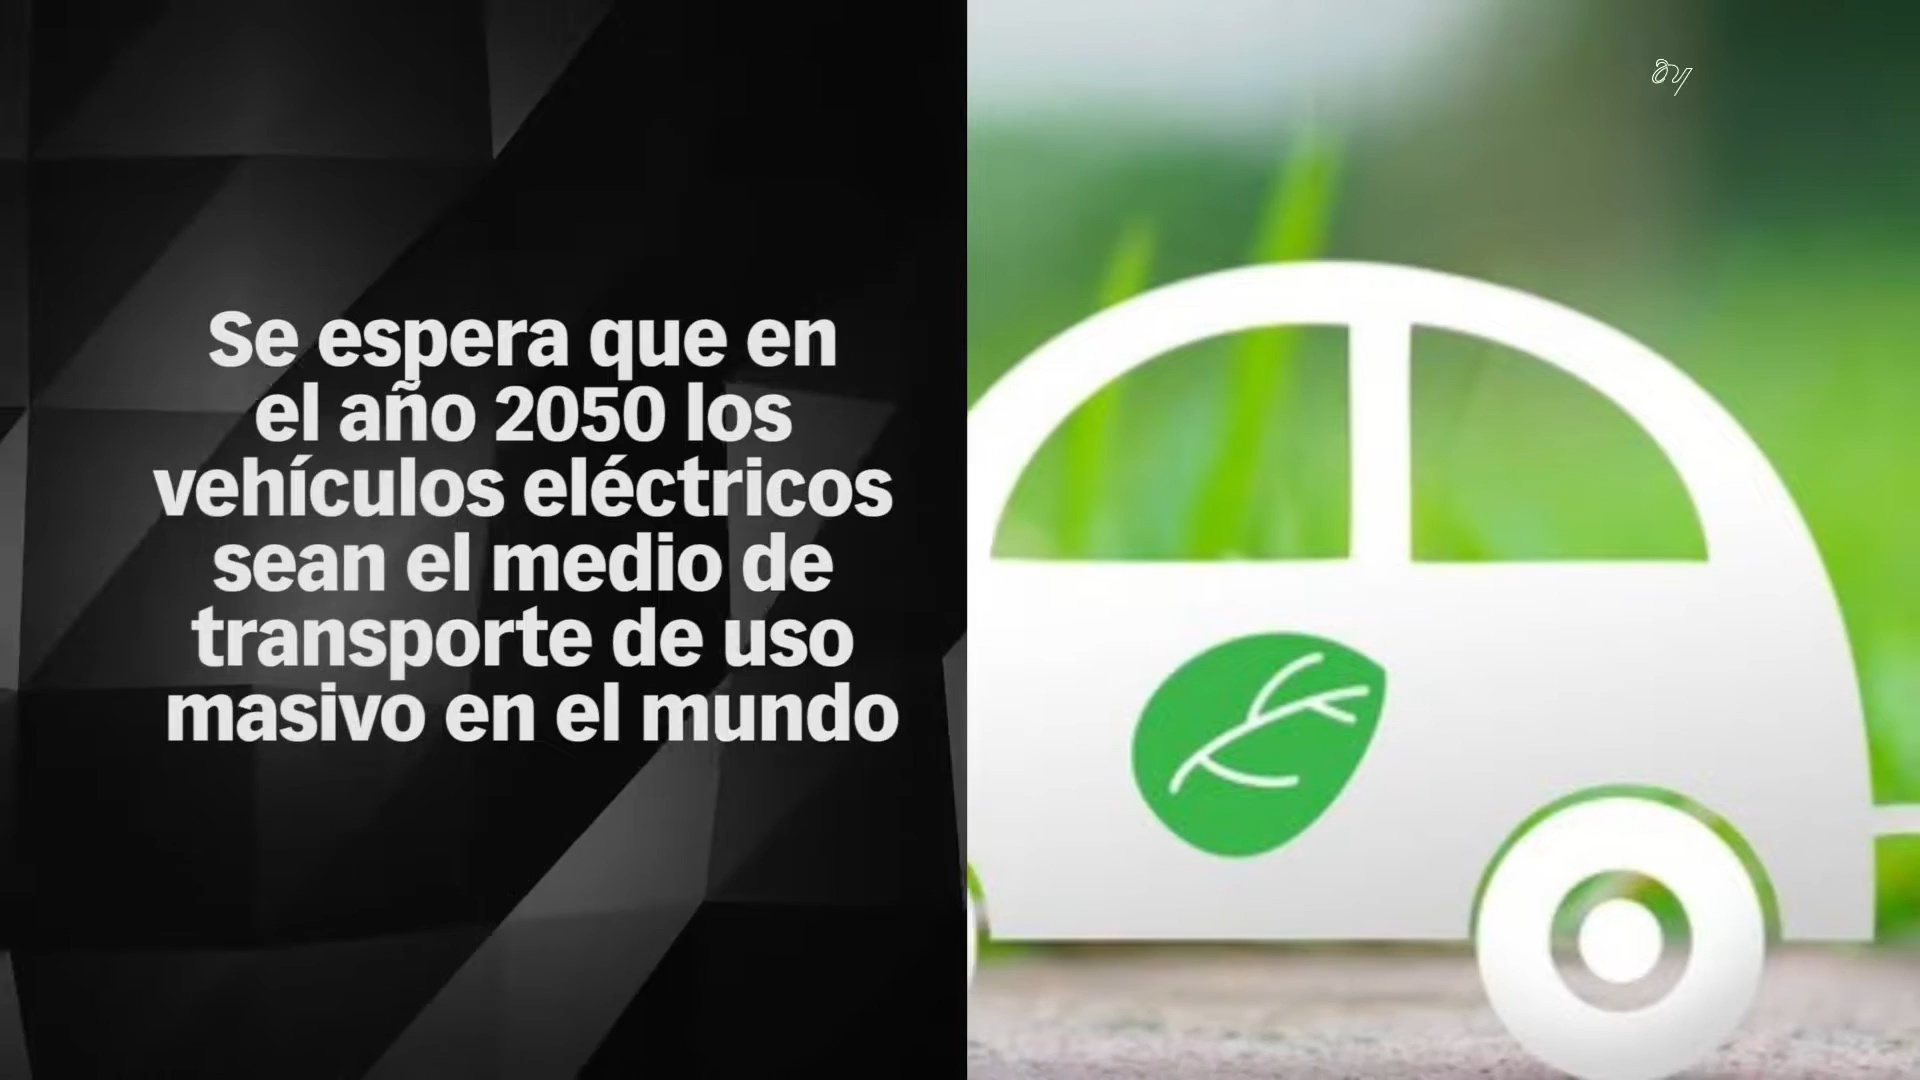 Se espera que en
el año 2050 los
vehículos eléctricos
sean el medio de
transporte de uso
masivo en el mundo